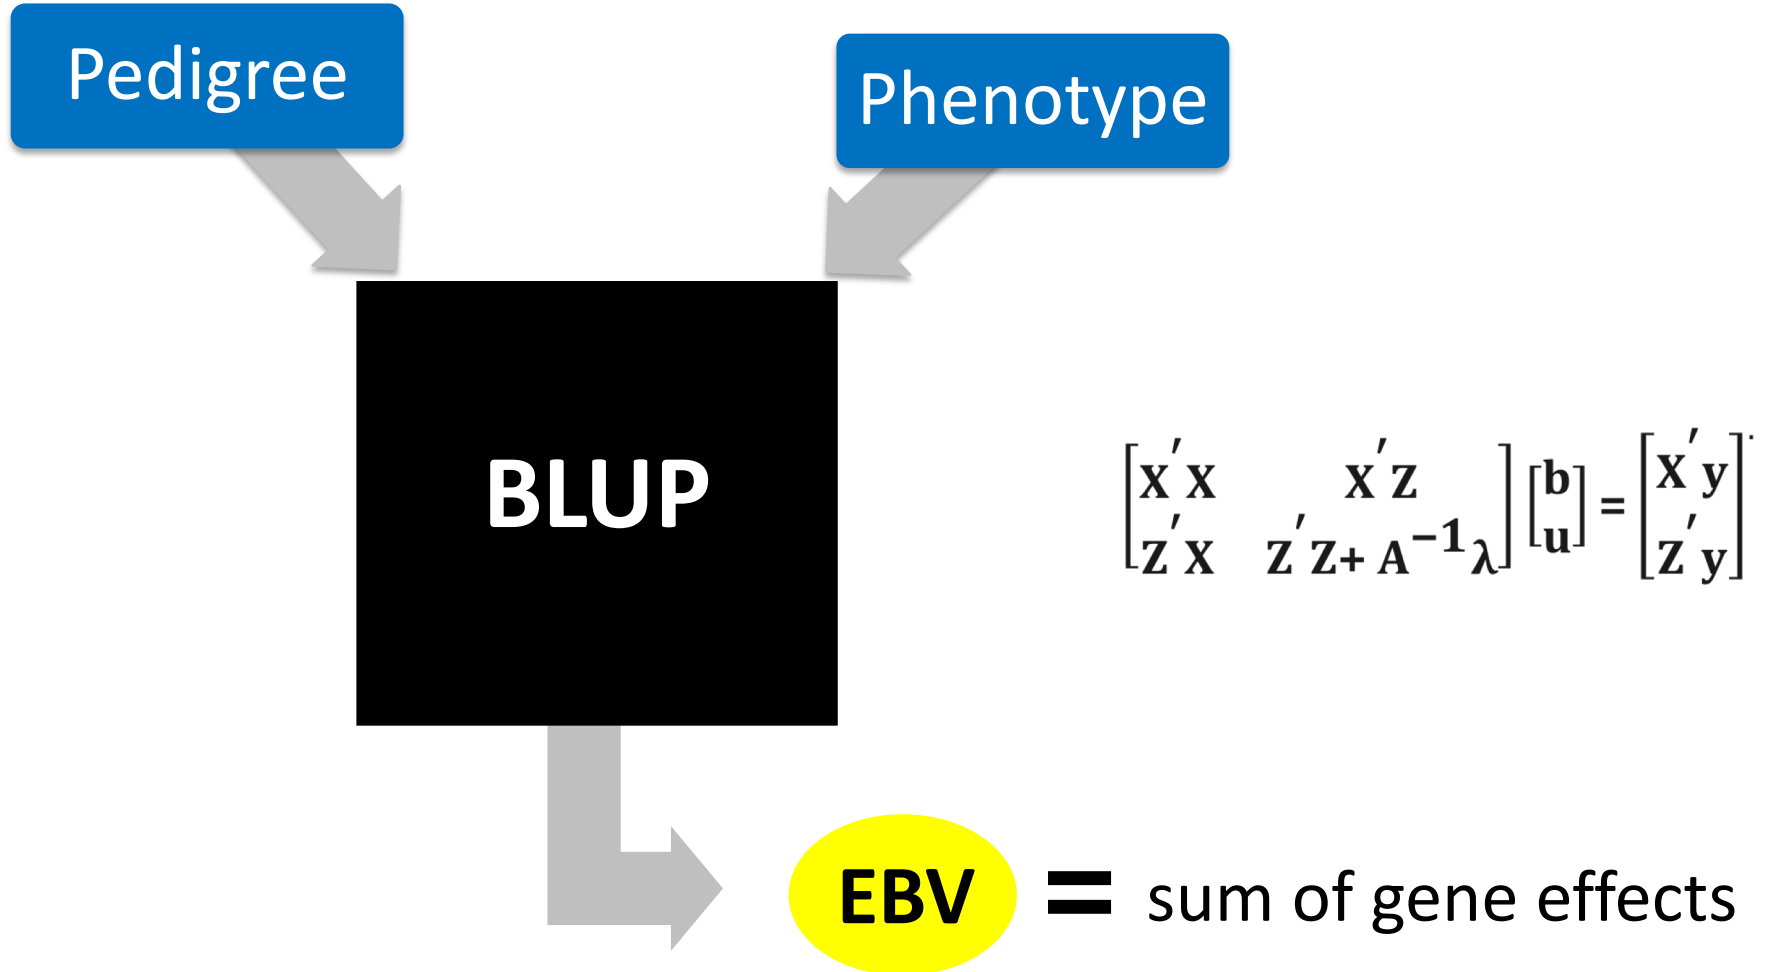 Pedigree
Phenotype
BLUP
[X′X X′Z
Z′X Z′Z+ A⁻¹λ] [b
u] = [X′y
Z′y]
EBV = sum of gene effects